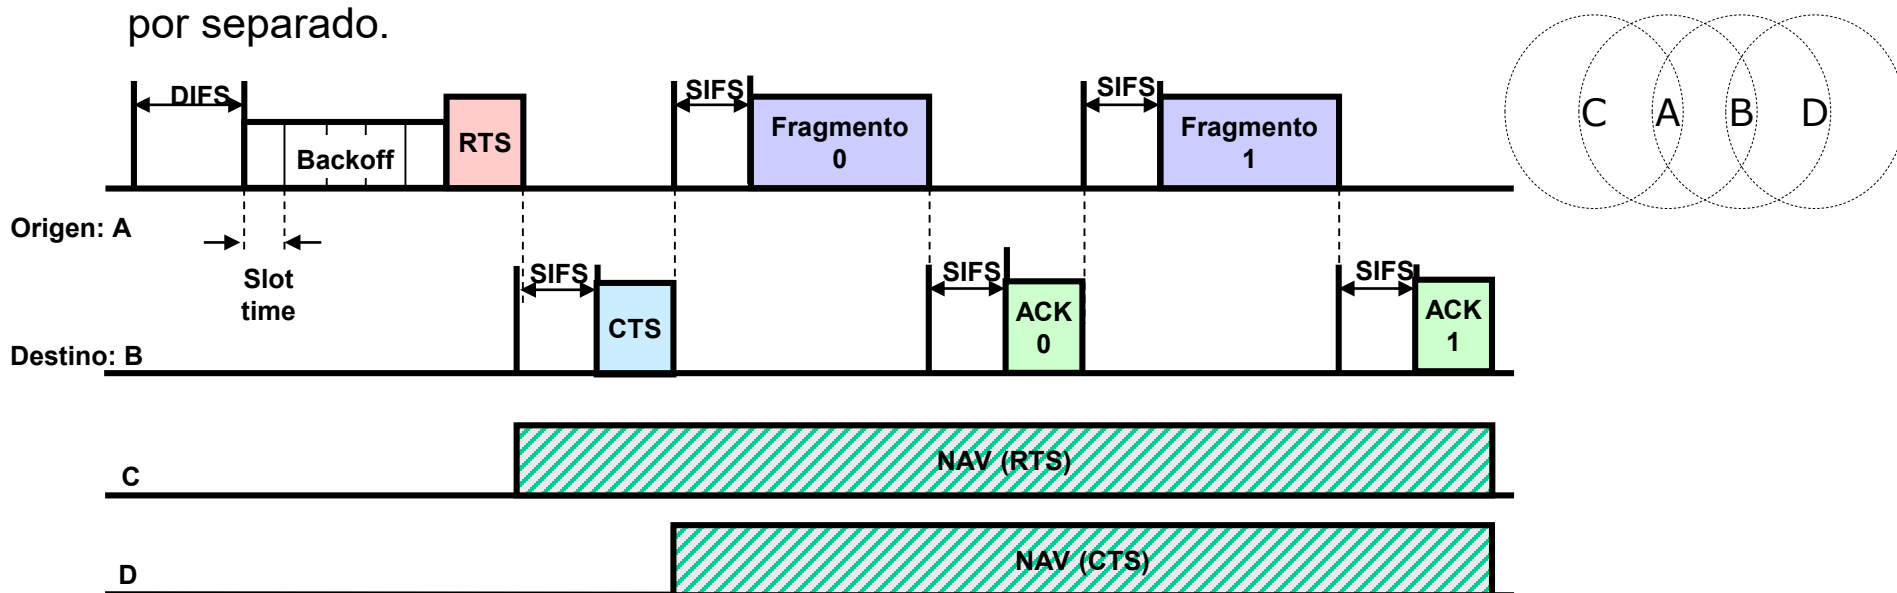 por separado.
DIFS
Backoff
RTS
SIFS
Fragmento
0
SIFS
Fragmento
1
C A B D
Origen: A
Slot
time
SIFS
CTS
SIFS
ACK
0
SIFS
ACK
1
Destino: B
C
NAV (RTS)
D
NAV (CTS)